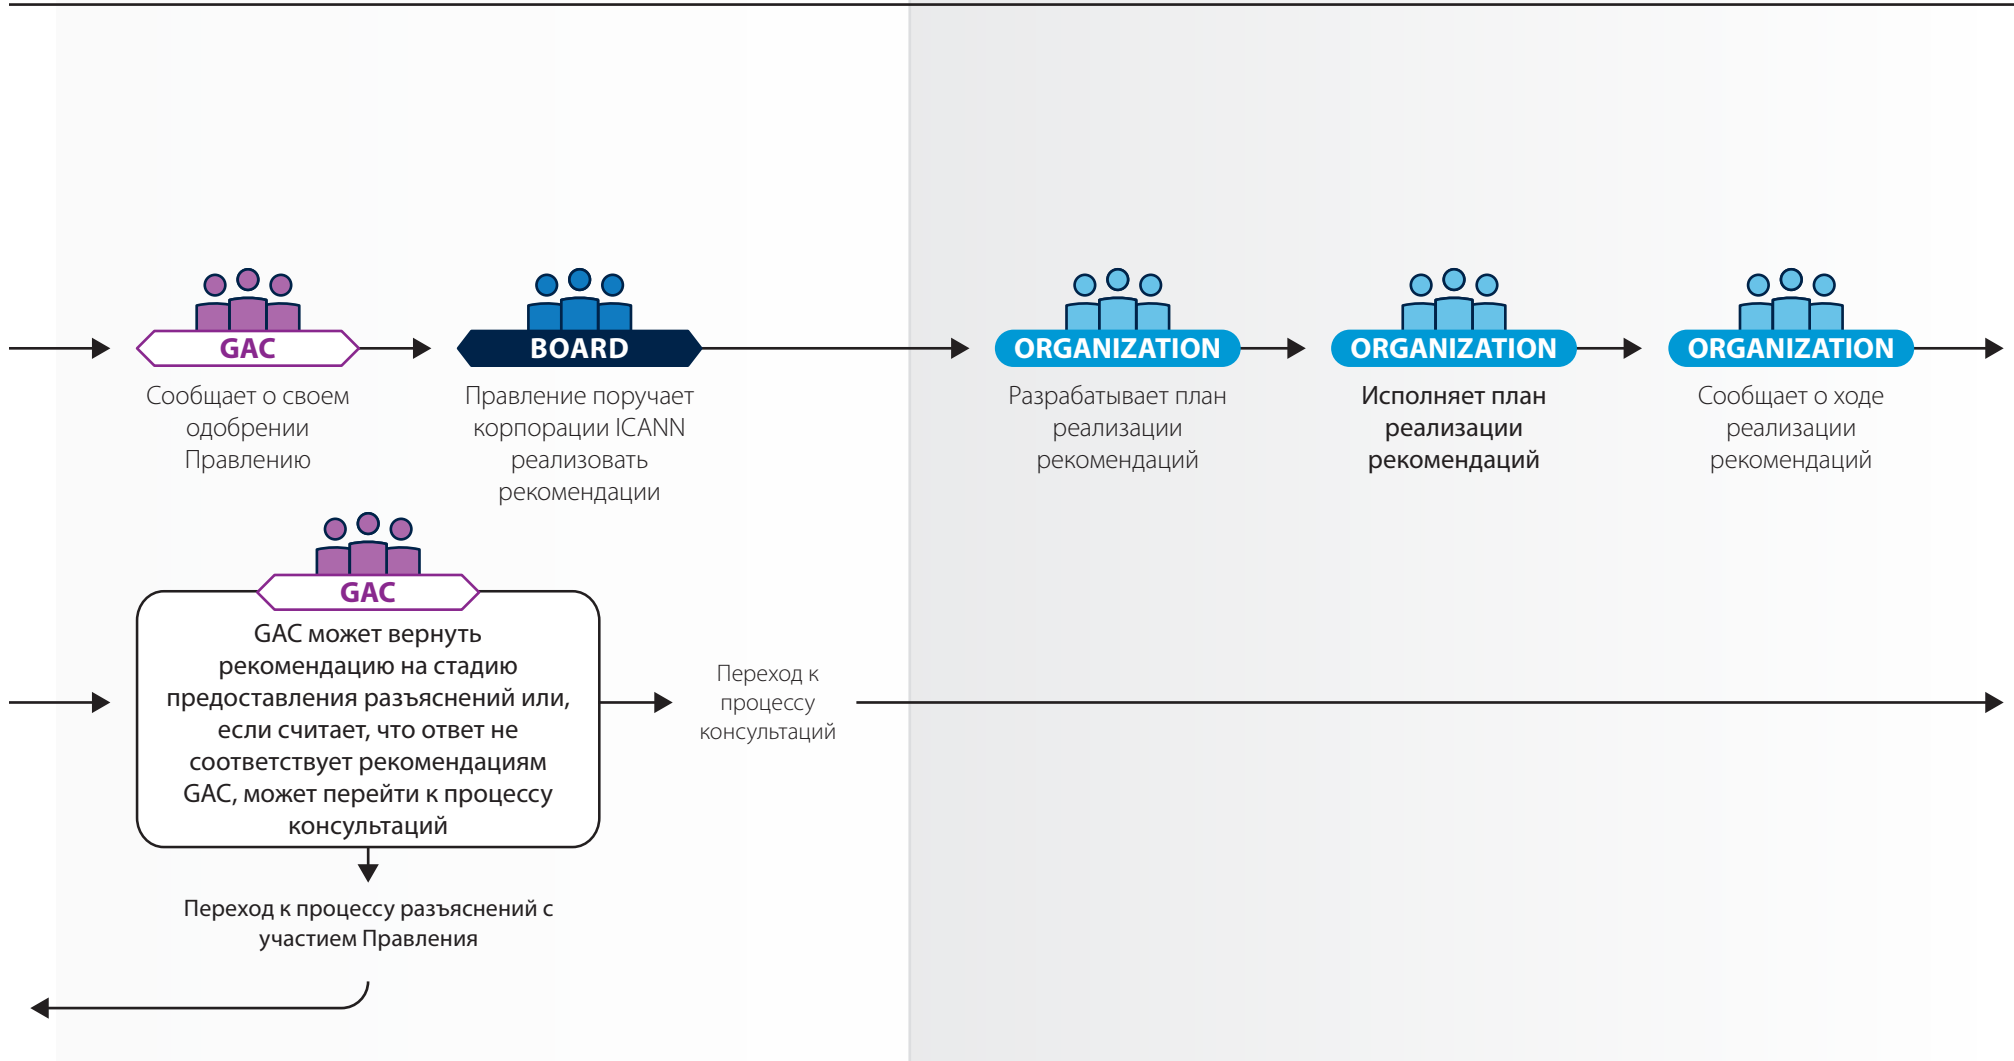 GAC
Сообщает о своем
одобрении
Правлению
BOARD
Правление поручает
корпорации ICANN
реализовать
рекомендации
ORGANIZATION
Разрабатывает план
реализации
рекомендаций
ORGANIZATION
Исполняет план
реализации
рекомендаций
ORGANIZATION
Сообщает о ходе
реализации
рекомендаций
GAC
GAC может вернуть
рекомендацию на стадию
предоставления разъяснений или,
если считает, что ответ не
соответствует рекомендациям
GAC, может перейти к процессу
консультаций
Переход к
процессу
консультаций
Переход к процессу разъяснений с
участием Правления